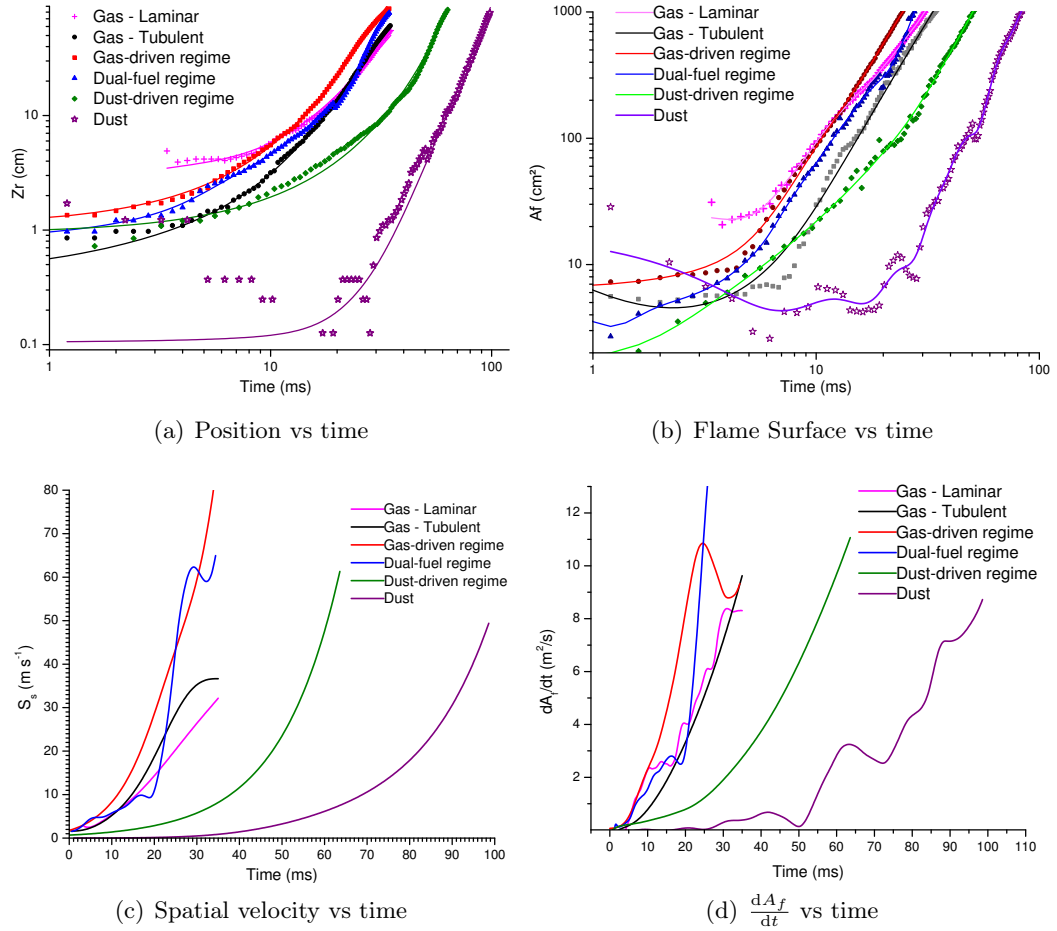 Gas - Laminar
Gas - Tubulent
Gas-driven regime
Dual-fuel regime
Dust-driven regime
Dust
Zr (cm)
10
1
0.1
1
10
100
Time (ms)
(a) Position vs time
Gas - Laminar
Gas - Tubulent
Gas-driven regime
Dual-fuel regime
Dust-driven regime
Dust
Af (cm²)
1000
100
10
1
10
100
Time (ms)
(b) Flame Surface vs time
Gas - Laminar
Gas - Tubulent
Gas-driven regime
Dual-fuel regime
Dust-driven regime
Dust
S_s (m s⁻¹)
80
70
60
50
40
30
20
10
0
0 10 20 30 40 50 60 70 80 90 100
Time (ms)
(c) Spatial velocity vs time
Gas - Laminar
Gas - Tubulent
Gas-driven regime
Dual-fuel regime
Dust-driven regime
Dust
dA_f/dt (m²/s)
12
10
8
6
4
2
0 10 20 30 40 50 60 70 80 90 100 110
Time (ms)
(d) dA_f/dt vs time